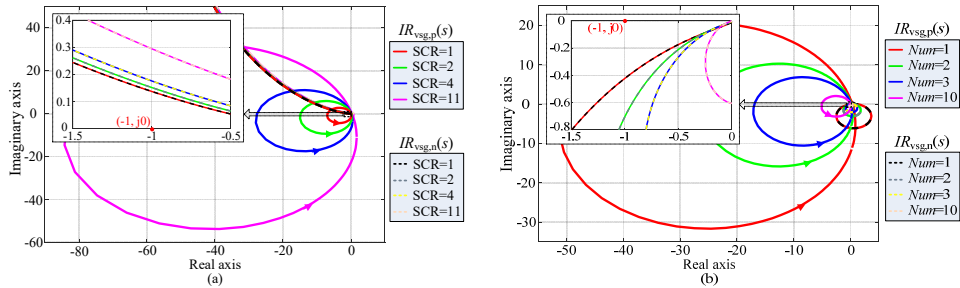 IR_vsg,p(s)
SCR=1
SCR=2
SCR=4
SCR=11
IR_vsg,n(s)
SCR=1
SCR=2
SCR=4
SCR=11
Imaginary axis
40
20
0
-20
-40
-60
-80
-60
-40
-20
0
Real axis
(a)
0.4
0.3
0.2
0.1
0
-1.5
-1
-0.5
(-1, j0)
IR_vsg,p(s)
Num=1
Num=2
Num=3
Num=10
IR_vsg,n(s)
Num=1
Num=2
Num=3
Num=10
Imaginary axis
20
10
0
-10
-20
-30
-50
-40
-30
-20
-10
0
Real axis
(b)
0
-0.2
-0.4
-0.6
-0.8
-1.5
-1
-0.5
0
(-1, j0)